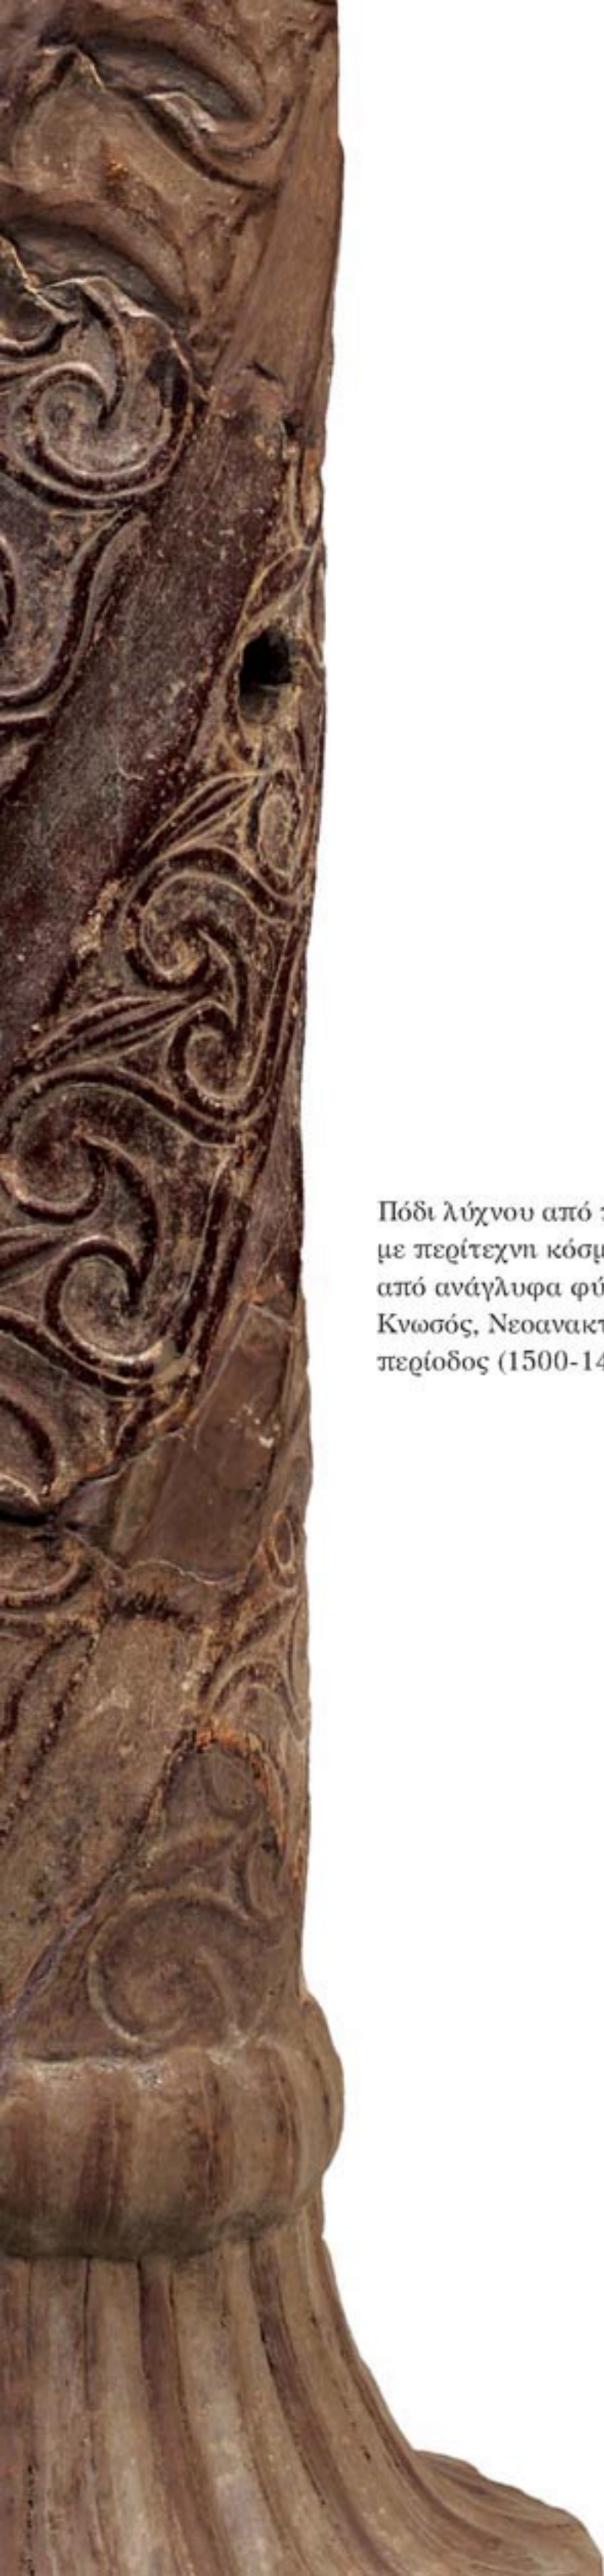 Πόδι λύχνου από
με περίτεχνη κόσμ
από ανάγλυφα φύ
Κνωσός, Νεοανακτ
περίοδος (1500-14